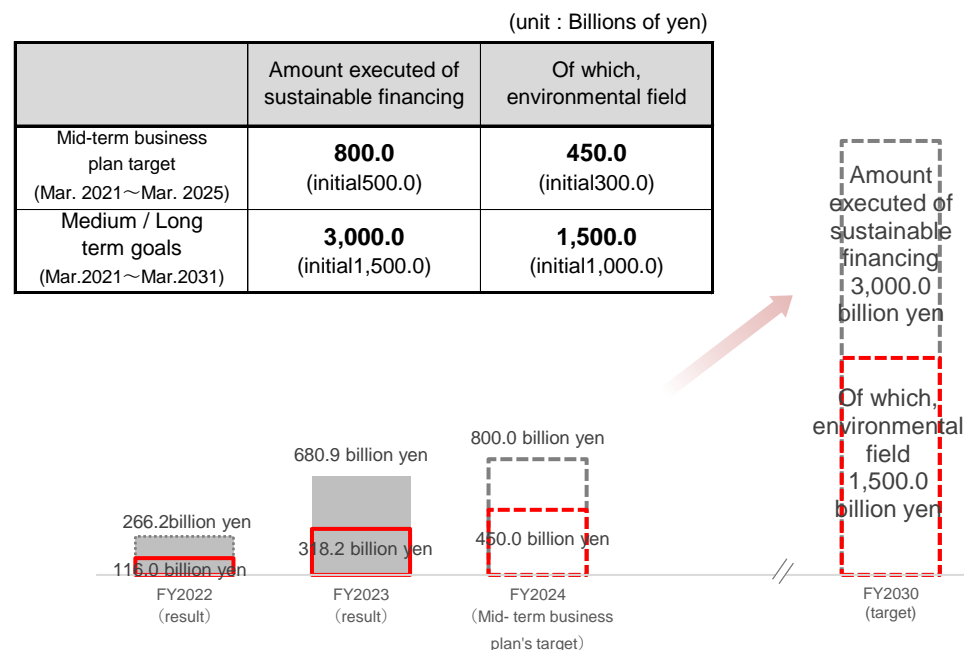 (unit : Billions of yen)
Amount executed of
sustainable financing
Of which,
environmental field
Mid-term business
plan target
(Mar. 2021～Mar. 2025)
800.0
(initial500.0)
450.0
(initial300.0)
Medium / Long
term goals
(Mar.2021～Mar.2031)
3,000.0
(initial1,500.0)
1,500.0
(initial1,000.0)
Amount
executed of
sustainable
financing
3,000.0
billion yen
Of which,
environmental
field
1,500.0
billion yen
800.0 billion yen
680.9 billion yen
266.2billion yen
450.0 billion yen
318.2 billion yen
116.0 billion yen
FY2022
(result)
FY2023
(result)
FY2024
（Mid- term business
plan's target）
FY2030
(target)